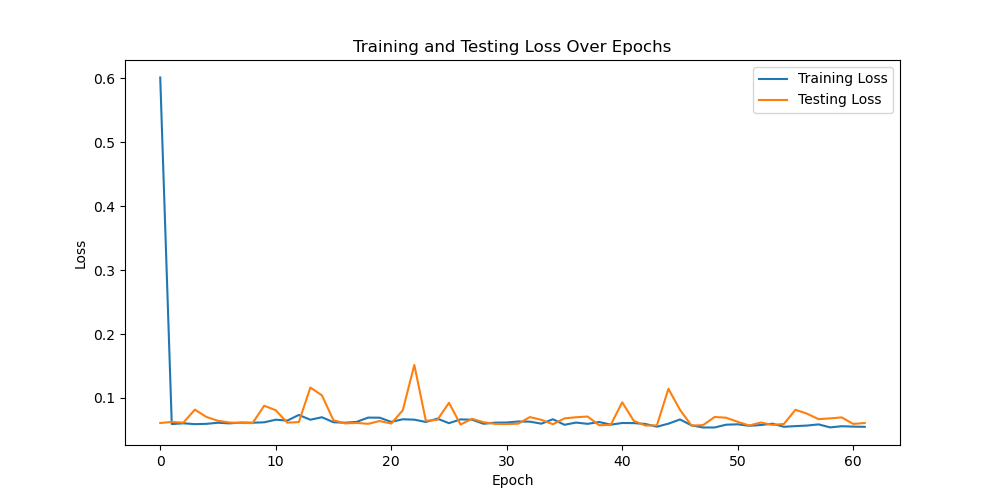 Training and Testing Loss Over Epochs
Training Loss
Testing Loss
0.6
0.5
0.4
0.3
0.2
0.1
Loss
0 10 20 30 40 50 60
Epoch